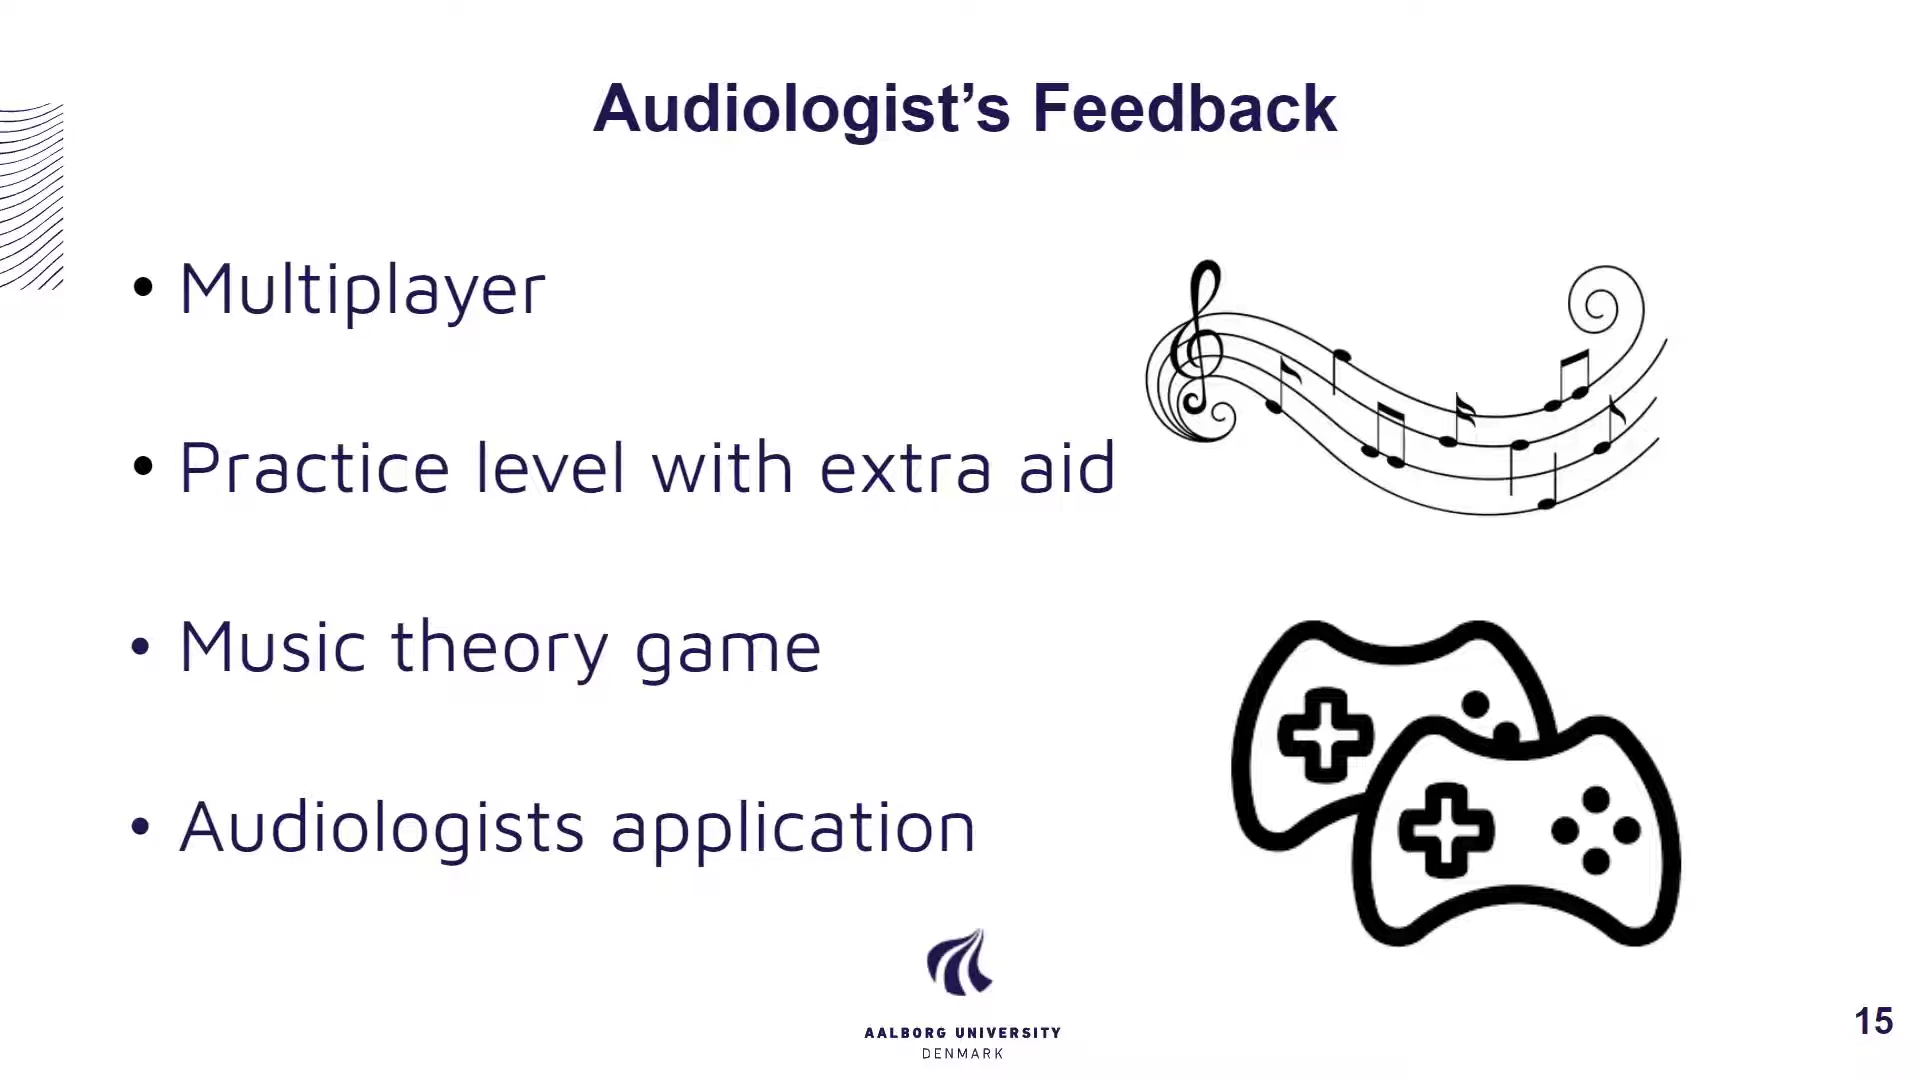 Audiologist’s Feedback
• Multiplayer
• Practice level with extra aid
• Music theory game
• Audiologists application
AALBORG UNIVERSITY
DENMARK
15